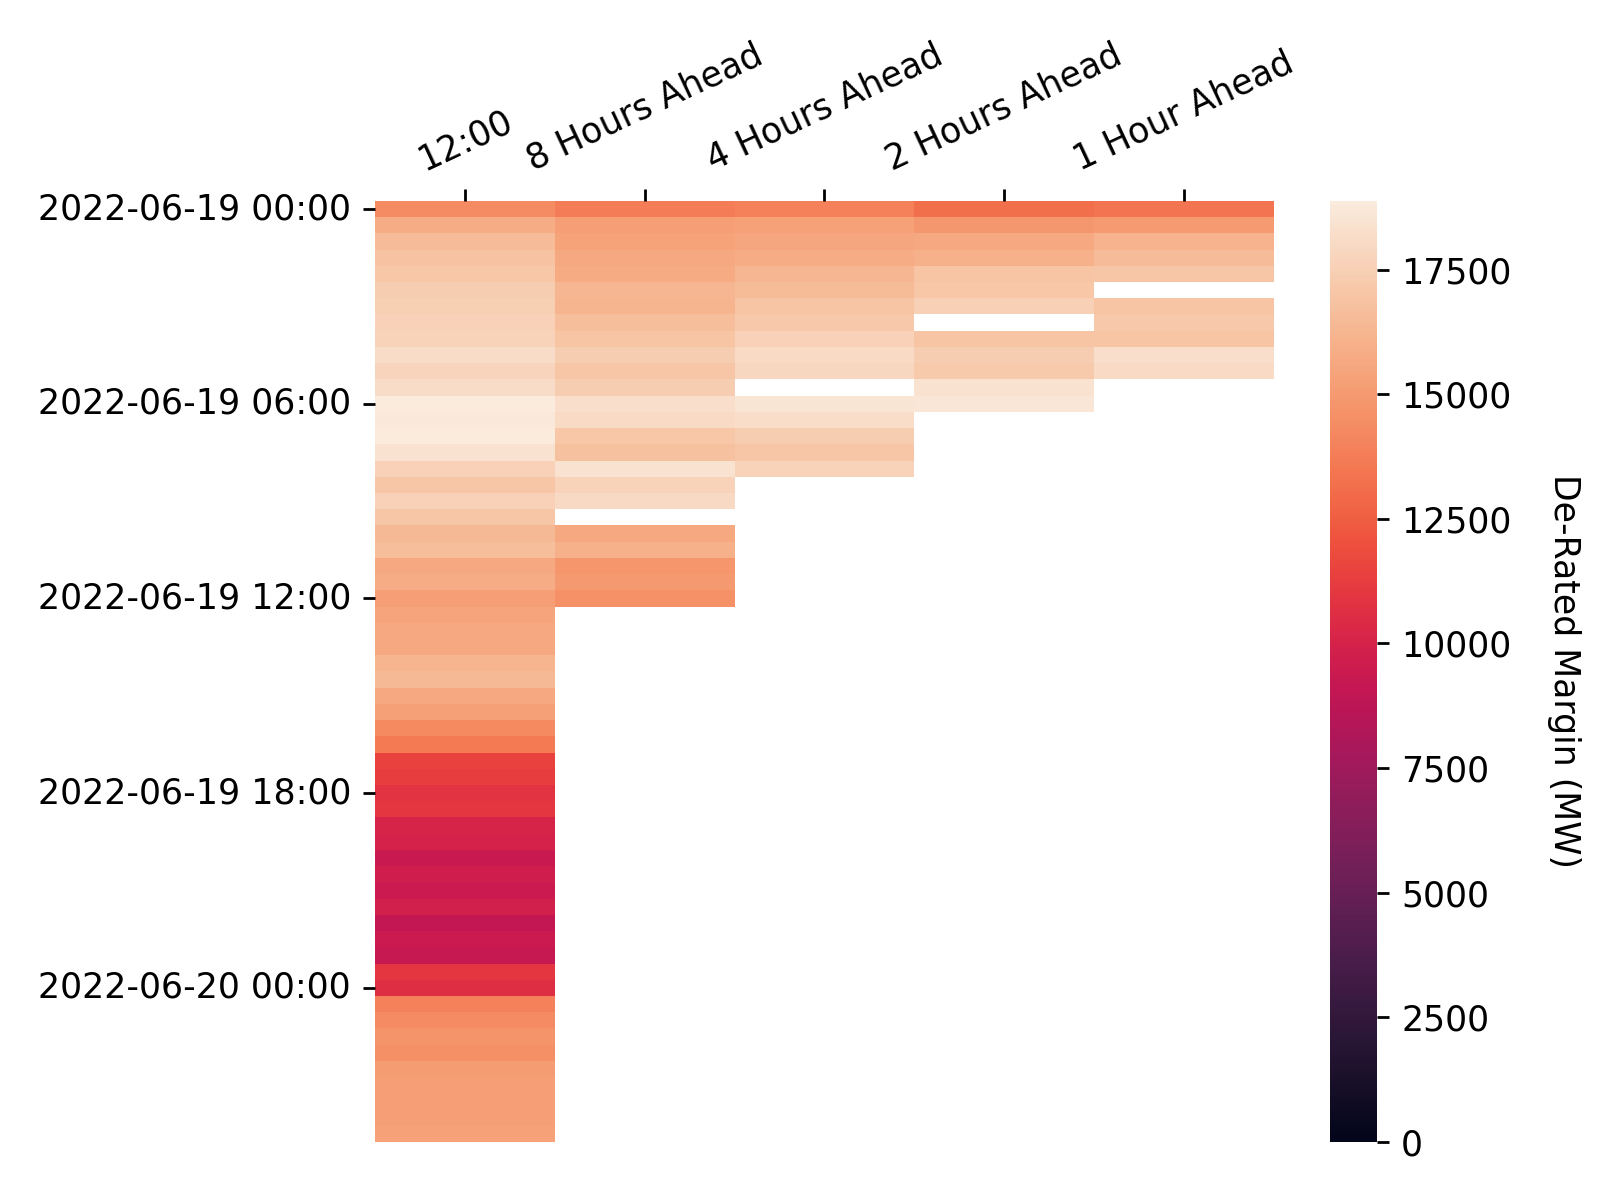 12:00
8 Hours Ahead
4 Hours Ahead
2 Hours Ahead
1 Hour Ahead
2022-06-19 00:00
2022-06-19 06:00
2022-06-19 12:00
2022-06-19 18:00
2022-06-20 00:00
17500
15000
12500
10000
7500
5000
2500
0
De-Rated Margin (MW)